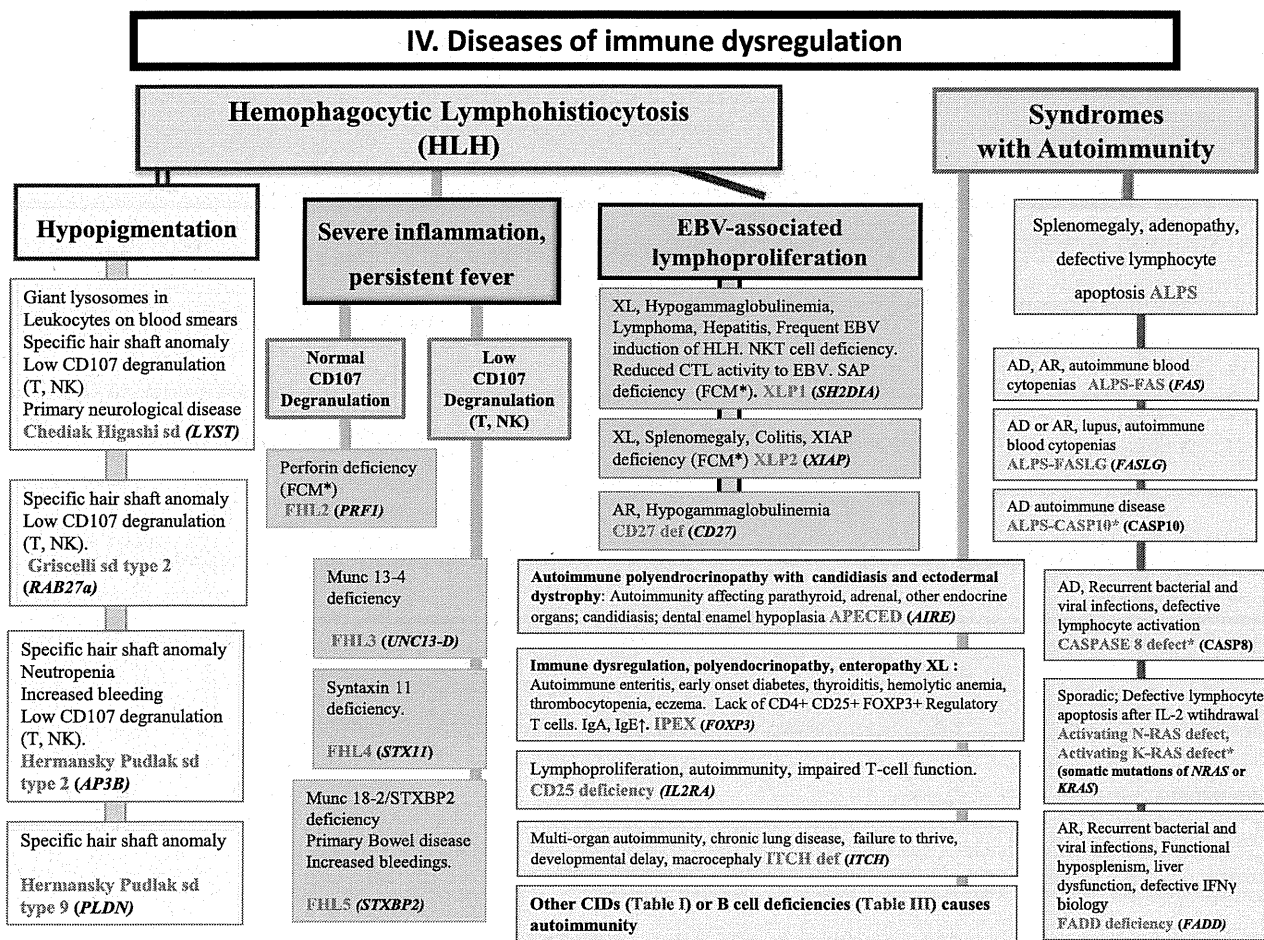 IV. Diseases of immune dysregulation
Hemophagocytic Lymphohistiocytosis
(HLH)
Hypopigmentation
Giant lysosomes in
Leukocytes on blood smears
Specific hair shaft anomaly
Low CD107 degranulation
(T, NK)
Primary neurological disease
Chediak Higashi sd (LYST)
Specific hair shaft anomaly
Low CD107 degranulation
(T, NK).
Griscelli sd type 2
(RAB27a)
Specific hair shaft anomaly
Neutropenia
Increased bleeding
Low CD107 degranulation
(T, NK).
Hermansky Pudlak sd
type 2 (AP3B)
Specific hair shaft anomaly
Hermansky Pudlak sd
type 9 (PLDN)
Severe inflammation,
persistent fever
Normal
CD107
Degranulation
Perforin deficiency
(FCM*)
FHL2 (PRF1)
Low
CD107
Degranulation
(T, NK)
Munc 13-4
deficiency
FHL3 (UNC13-D)
Syntaxin 11
deficiency.
FHL4 (STX11)
Munc 18-2/STXBP2
deficiency
Primary Bowel disease
Increased bleedings.
FHL5 (STXBP2)
EBV-associated
lymphoproliferation
XL, Hypogammaglobulinemia,
Lymphoma, Hepatitis, Frequent EBV
induction of HLH. NKT cell deficiency.
Reduced CTL activity to EBV. SAP
deficiency (FCM*). XLP1 (SH2DIA)
XL, Splenomegaly, Colitis, XIAP
deficiency (FCM*) XLP2 (XIAP)
AR, Hypogammaglobulinemia
CD27 def (CD27)
Syndromes
with Autoimmunity
Autoimmune polyendocrinopathy with candidiasis and ectodermal
dystrophy: Autoimmunity affecting parathyroid, adrenal, other endocrine
organs; candidiasis; dental enamel hypoplasia APECED (AIRE)
Immune dysregulation, polyendocrinopathy, enteropathy XL :
Autoimmune enteritis, early onset diabetes, thyroiditis, hemolytic anemia,
thrombocytopenia, eczema. Lack of CD4+ CD25+ FOXP3+ Regulatory
T cells. IgA, IgE↑. IPEX (FOXP3)
Lymphoproliferation, autoimmunity, impaired T-cell function.
CD25 deficiency (IL2RA)
Multi-organ autoimmunity, chronic lung disease, failure to thrive,
developmental delay, macrocephaly ITCH def (ITCH)
Other CIDs (Table I) or B cell deficiencies (Table III) causes
autoimmunity
Splenomegaly, adenopathy,
defective lymphocyte
apoptosis ALPS
AD, AR, autoimmune blood
cytopenias ALPS-FAS (FAS)
AD or AR, lupus, autoimmune
blood cytopenias
ALPS-FASLG (FASLG)
AD autoimmune disease
ALPS-CASP10* (CASP10)
AD, Recurrent bacterial and
viral infections, defective
lymphocyte activation
CASPASE 8 defect* (CASP8)
Sporadic; Defective lymphocyte
apoptosis after IL-2 wtihdrawal
Activating N-RAS defect,
Activating K-RAS defect*
(somatic mutations of NRAS or
KRAS)
AR, Recurrent bacterial and
viral infections, Functional
hyposplenism, liver
dysfunction, defective IFNγ
biology
FADD deficiency (FADD)